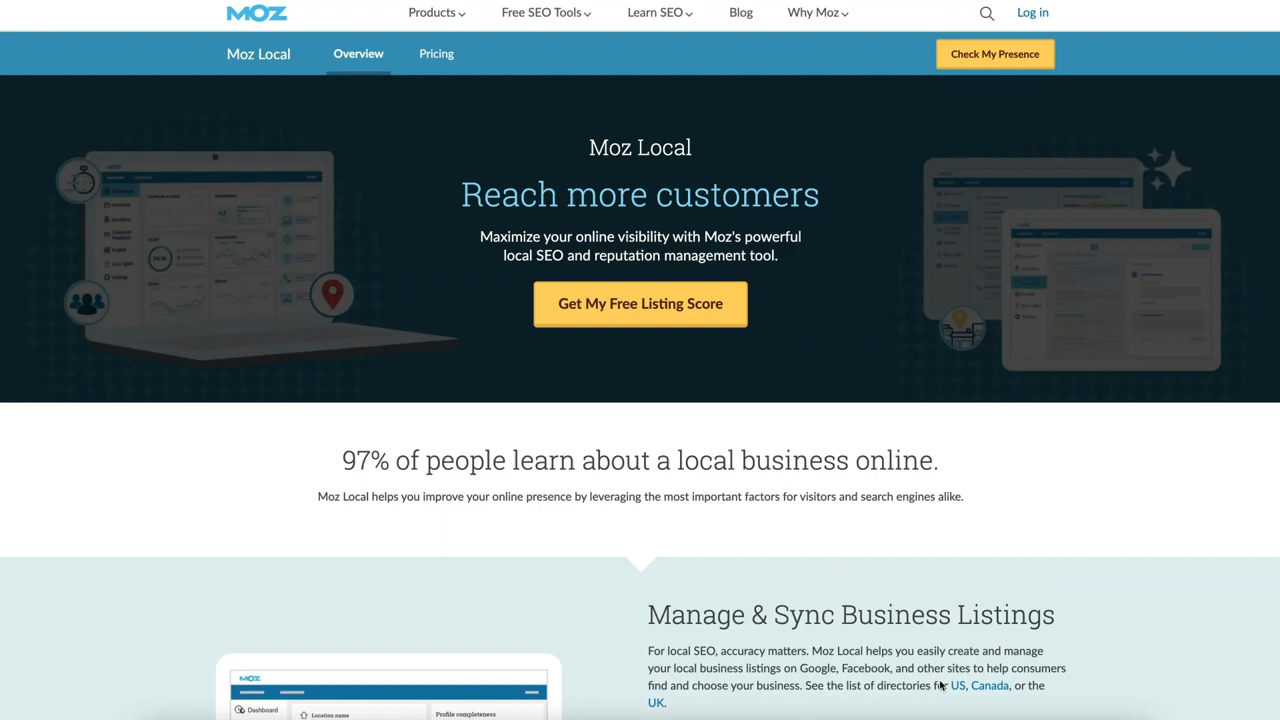 MOZ
Products
Free SEO Tools
Learn SEO
Blog
Why Moz
Log in
Moz Local
Overview
Pricing
Check My Presence
Moz Local
Reach more customers
Maximize your online visibility with Moz's powerful
local SEO and reputation management tool.
Get My Free Listing Score
97% of people learn about a local business online.
Moz Local helps you improve your online presence by leveraging the most important factors for visitors and search engines alike.
Manage & Sync Business Listings
For local SEO, accuracy matters. Moz Local helps you easily create and manage
your local business listings on Google, Facebook, and other sites to help consumers
find and choose your business. See the list of directories for US, Canada, or the
UK.
MOZ
Dashboard
Location name
Profile completeness